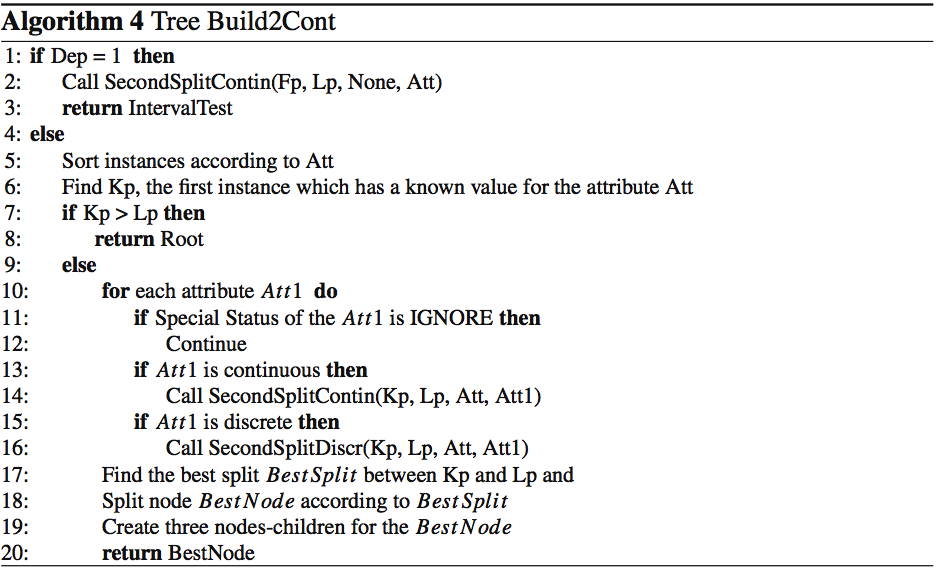 Algorithm 4 Tree Build2Cont
1: if Dep = 1 then
2: Call SecondSplitContin(Fp, Lp, None, Att)
3: return IntervalTest
4: else
5: Sort instances according to Att
6: Find Kp, the first instance which has a known value for the attribute Att
7: if Kp > Lp then
8: return Root
9: else
10: for each attribute Att1 do
11: if Special Status of the Att1 is IGNORE then
12: Continue
13: if Att1 is continuous then
14: Call SecondSplitContin(Kp, Lp, Att, Att1)
15: if Att1 is discrete then
16: Call SecondSplitDiscr(Kp, Lp, Att, Att1)
17: Find the best split BestSplit between Kp and Lp and
18: Split node BestNode according to BestSplit
19: Create three nodes-children for the BestNode
20: return BestNode